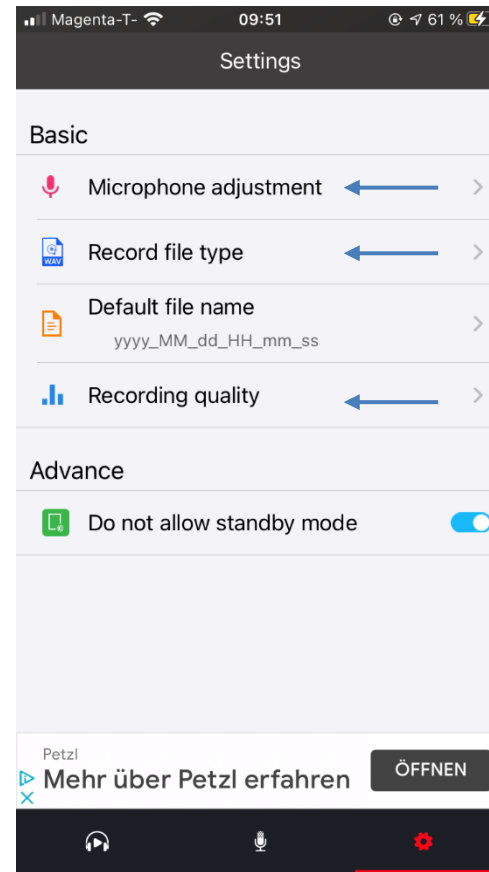 Magenta-T- 09:51 61 %
Settings
Basic
Microphone adjustment
WAV
Record file type
Default file name
yyyy_MM_dd_HH_mm_ss
Recording quality
Advance
Do not allow standby mode
Petzl
Mehr über Petzl erfahren
ÖFFNEN